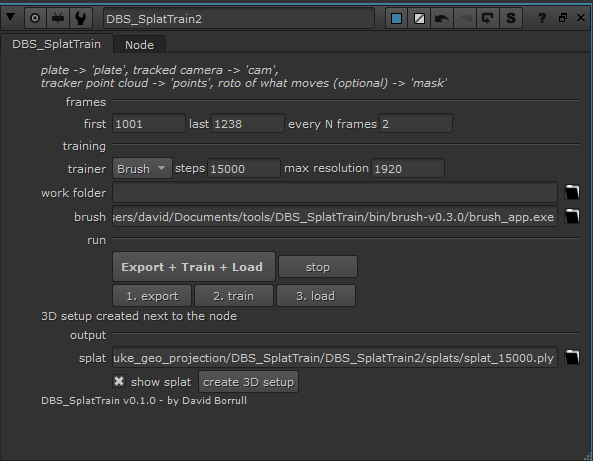 DBS_SplatTrain2
S ?
DBS_SplatTrain Node
plate -> 'plate', tracked camera -> 'cam',
tracker point cloud -> 'points', roto of what moves (optional) -> 'mask'
frames
first 1001 last 1238 every N frames 2
training
trainer Brush steps 15000 max resolution 1920
work folder
brush sers/david/Documents/tools/DBS_SplatTrain/bin/brush-v0.3.0/brush_app.exe
run
Export + Train + Load stop
1. export 2. train 3. load
3D setup created next to the node
output
splat uke_geo_projection/DBS_SplatTrain/DBS_SplatTrain2/splats/splat_15000.ply
show splat create 3D setup
DBS_SplatTrain v0.1.0 - by David Borrull